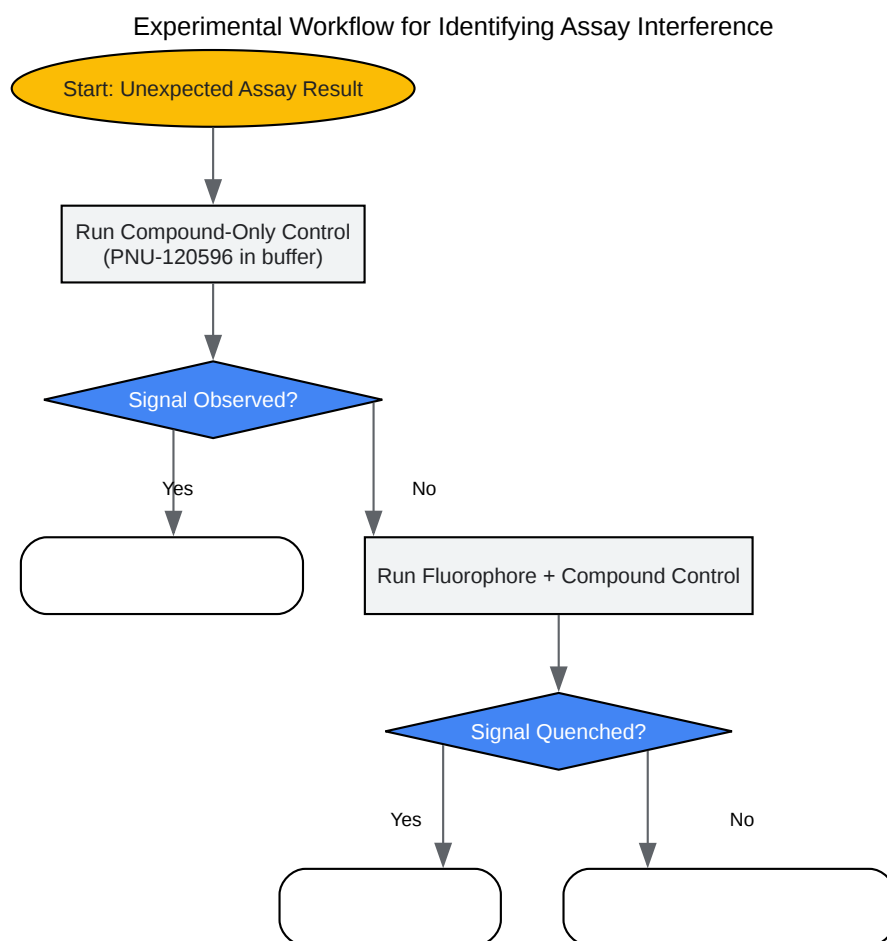 Experimental Workflow for Identifying Assay Interference
Start: Unexpected Assay Result
Run Compound-Only Control
(PNU-120596 in buffer)
Signal Observed?
Yes
No
Run Fluorophore + Compound Control
Signal Quenched?
Yes
No